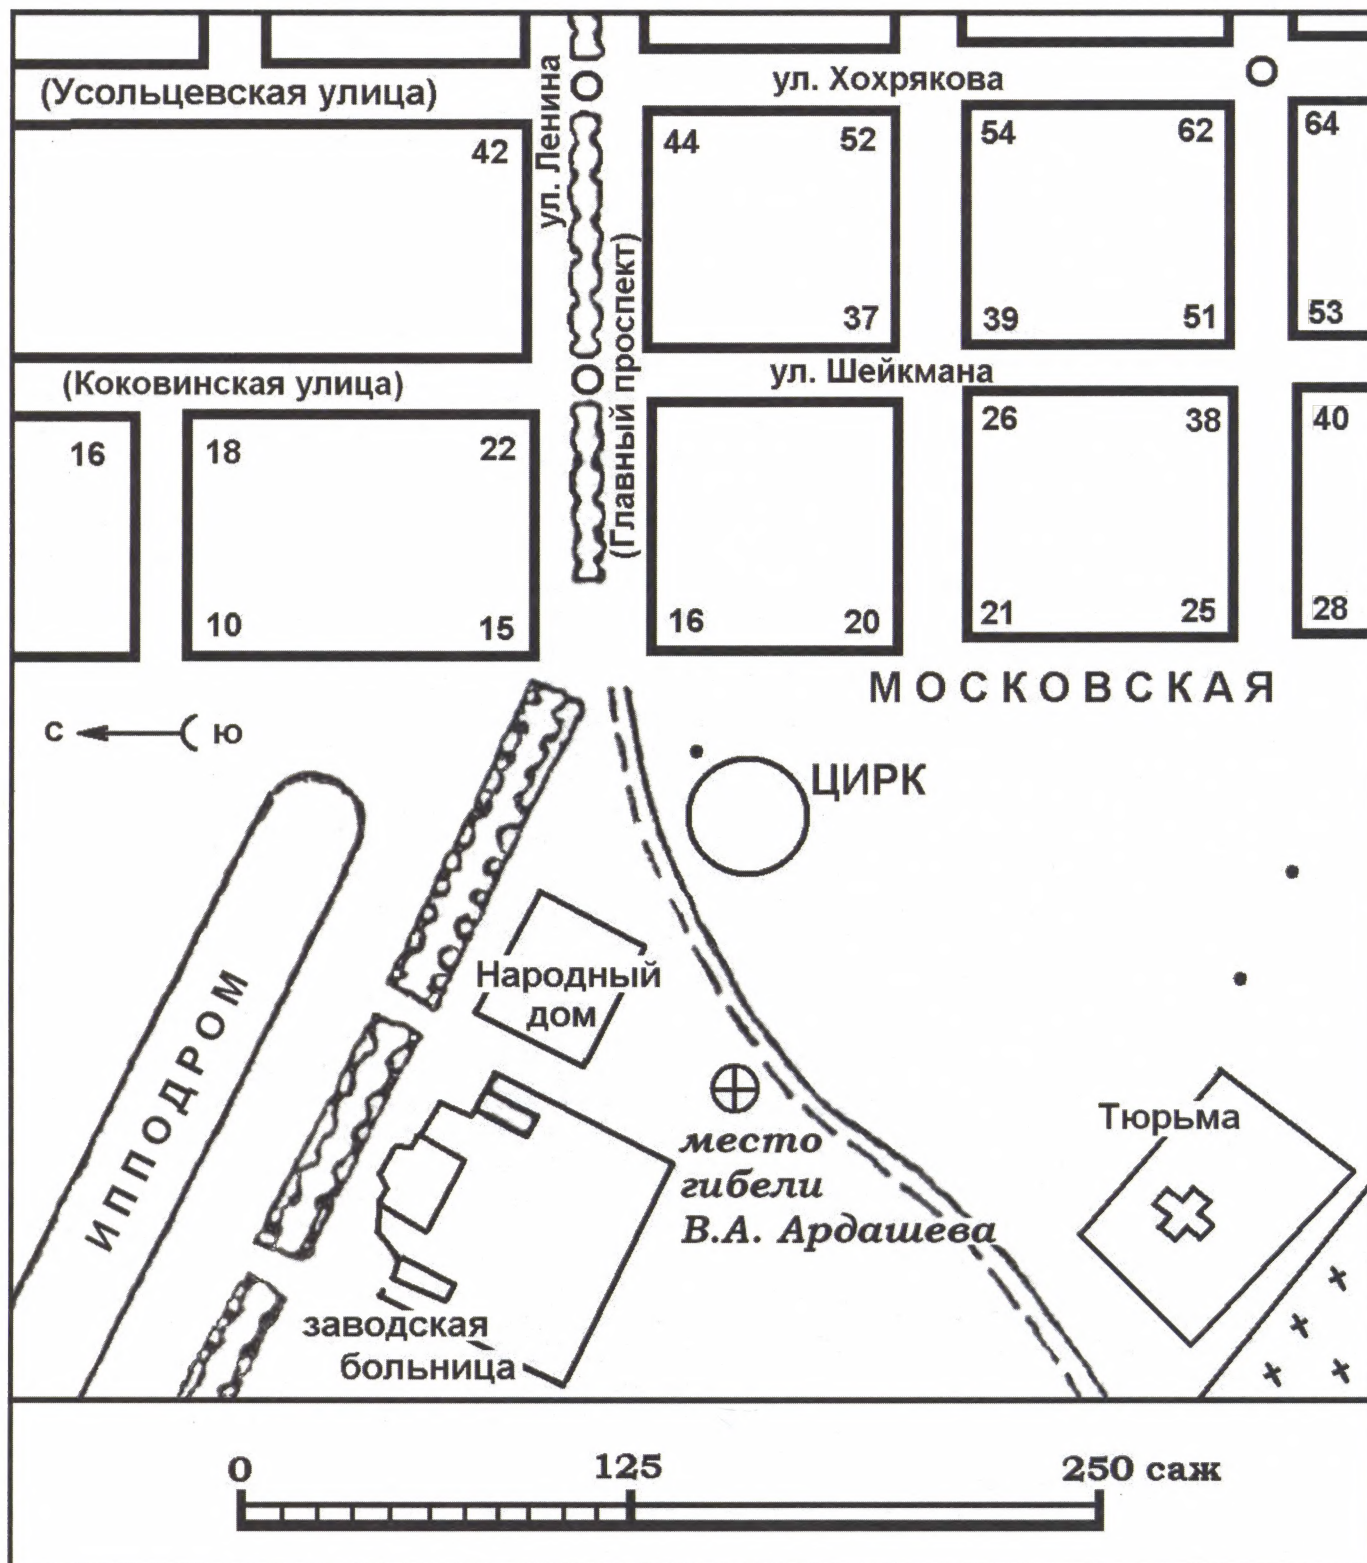 (Усольцевская улица)
ул. Ленина
ул. Хохрякова
42
44
52
54
62
64
(Главный проспект)
37
39
51
53
(Коковинская улица)
ул. Шейкмана
16
18
22
26
38
40
10
15
16
20
21
25
28
МОСКОВСКАЯ
С
Ю
ЦИРК
Народный
дом
ИППОДРОМ
место
гибели
В.А. Ардашева
Тюрьма
заводская
больница
0
125
250 саж